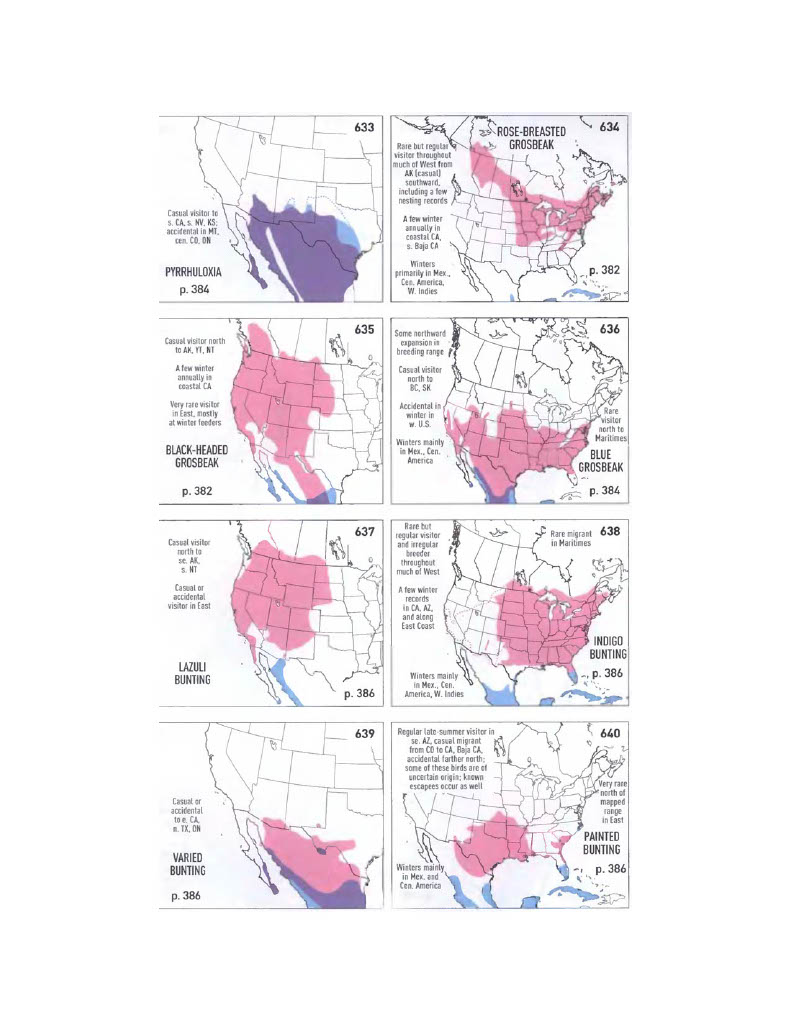 633
Casual visitor to
s. CA, s. NV, KS;
accidental in MT,
cen. CO, ON
PYRRHULOXIA
p. 384
ROSE-BREASTED
GROSBEAK
634
Rare but regular
visitor throughout
much of West from
AK (casual)
southward,
including a few
nesting records
A few winter
annually in
coastal CA,
s. Baja CA
Winters
primarily in Mex.,
Cen. America,
W. Indies
p. 382
635
Casual visitor north
to AK, YT, NT
A few winter
annually in
coastal CA
Very rare visitor
in East, mostly
at winter feeders
BLACK-HEADED
GROSBEAK
p. 382
636
Some northward
expansion in
breeding range
Casual visitor
north to
BC, SK
Accidental in
winter in
w. U.S.
Winters mainly
in Mex., Cen.
America
Rare
visitor
north to
Maritimes
BLUE
GROSBEAK
p. 384
637
Casual visitor
north to
se. AK,
s. NT
Casual or
accidental
visitor in East
LAZULI
BUNTING
p. 386
638
Rare but
regular visitor
and irregular
breeder
throughout
much of West
A few winter
records
in CA, AZ,
and along
East Coast
Rare migrant
in Maritimes
INDIGO
BUNTING
p. 386
Winters mainly
in Mex., Cen.
America, W. Indies
639
Casual or
accidental
to e. CA,
n. TX, ON
VARIED
BUNTING
p. 386
640
Regular late-summer visitor in
se. AZ, casual migrant
from CO to CA, Baja CA,
accidental farther north;
some of these birds are of
uncertain origin; known
escapees occur as well
Very rare
north of
mapped
range
in East
PAINTED
BUNTING
p. 386
Winters mainly
in Mex. and
Cen. America